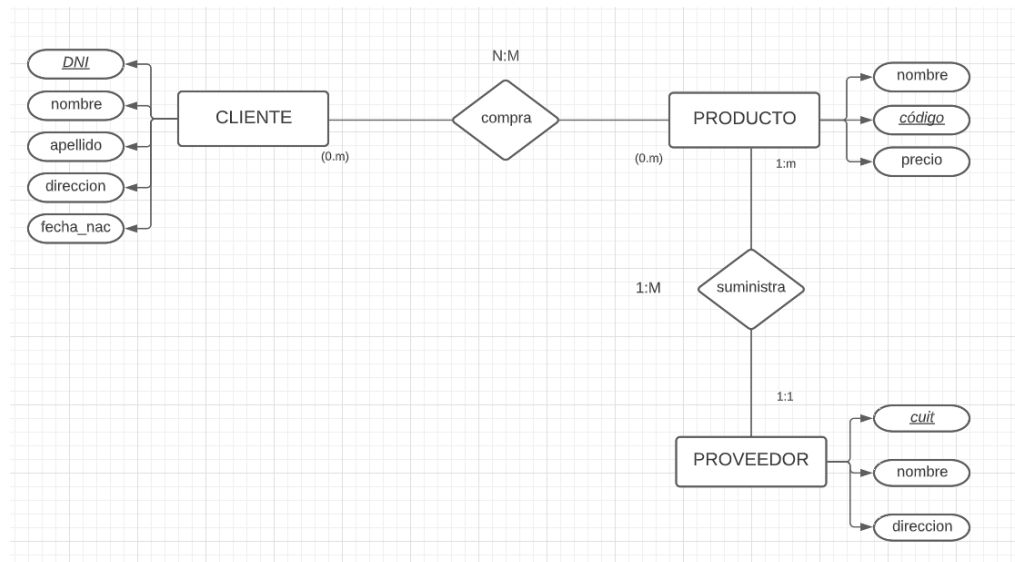 N:M
DNI
nombre
apellido
direccion
fecha_nac
CLIENTE
(0.m)
compra
(0.m)
PRODUCTO
1:m
nombre
código
precio
1:M
suministra
1:1
PROVEEDOR
cuit
nombre
direccion